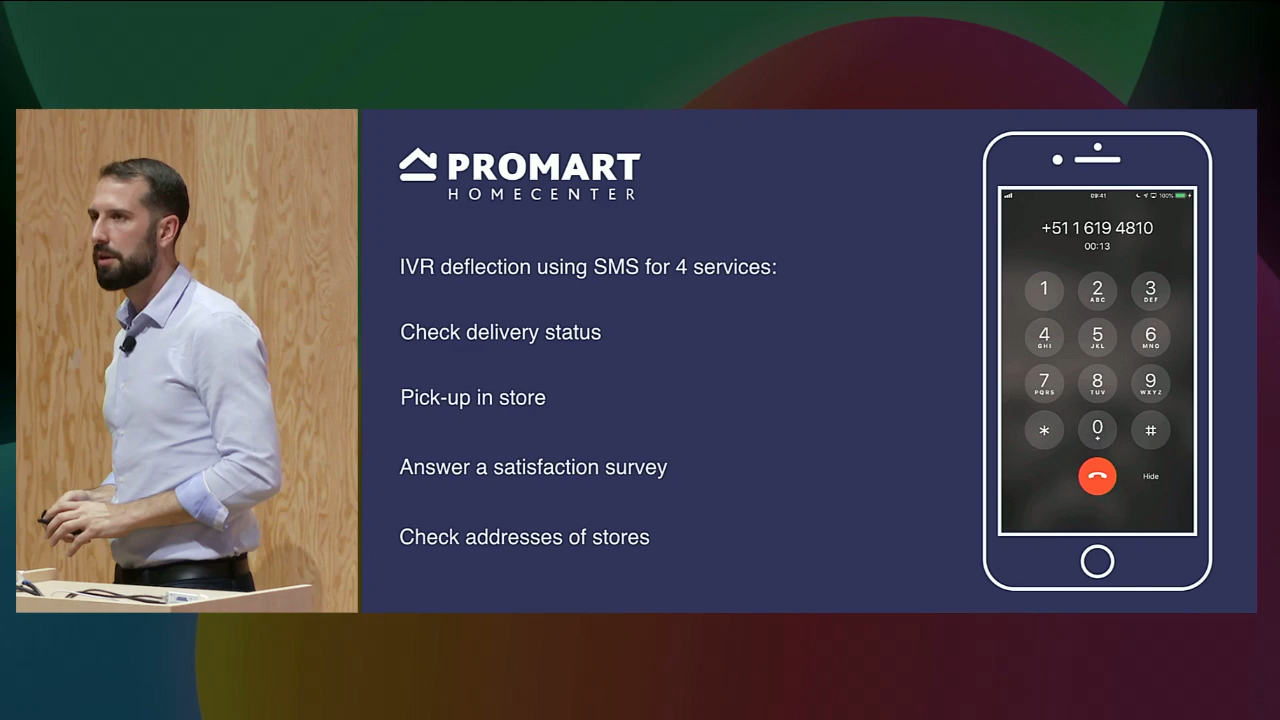 PROMART
HOMECENTER
IVR deflection using SMS for 4 services:
Check delivery status
Pick-up in store
Answer a satisfaction survey
Check addresses of stores
09:41
100%
+51 1 619 4810
00:13
1
2
3
ABC
DEF
4
5
6
GHI
JKL
MNO
7
8
9
PQRS
TUV
WXYZ
*
0
#
+
Hide